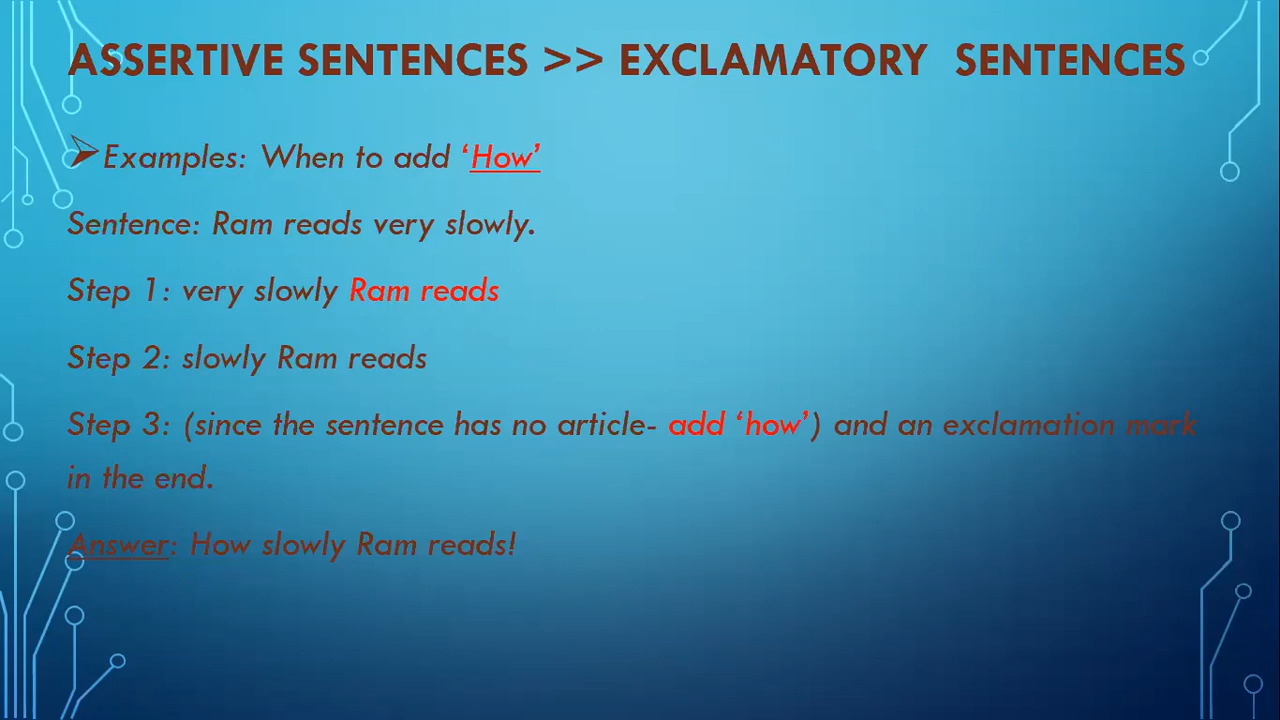 ASSERTIVE SENTENCES >> EXCLAMATORY SENTENCES
➢Examples: When to add ‘How’
Sentence: Ram reads very slowly.
Step 1: very slowly Ram reads
Step 2: slowly Ram reads
Step 3: (since the sentence has no article- add ‘how’) and an exclamation mark
in the end.
Answer: How slowly Ram reads!